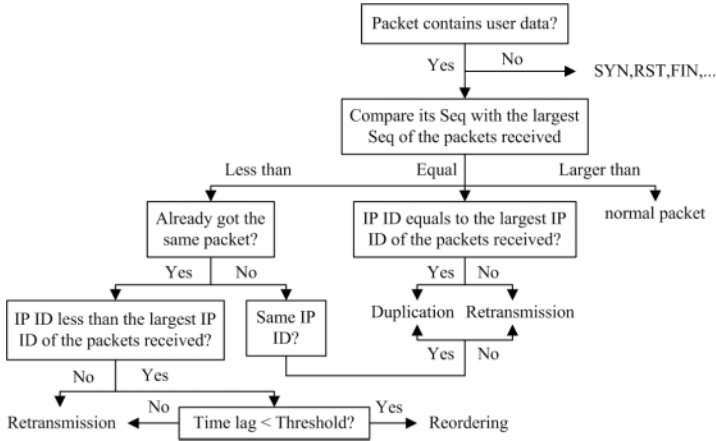 Packet contains user data?
Yes
No
SYN,RST,FIN,...
Compare its Seq with the largest
Seq of the packets received
Less than
Equal
Larger than
Already got the
same packet?
IP ID equals to the largest IP
ID of the packets received?
normal packet
Yes
No
Yes
No
IP ID less than the largest IP
ID of the packets received?
Same IP
ID?
Duplication
Retransmission
Yes
No
No
Yes
Retransmission
No
Time lag < Threshold?
Yes
Reordering